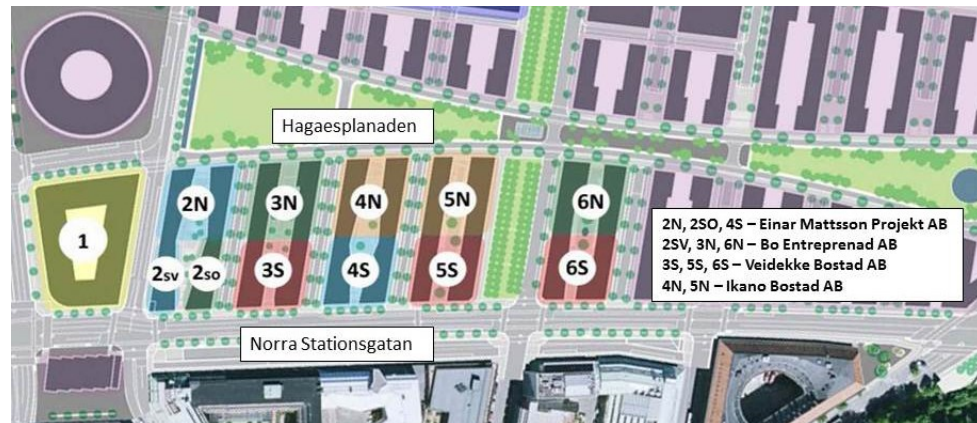 Hagaesplanaden
2N
3N
4N
5N
6N
1
2SV
2SO
3S
4S
5S
6S
2N, 2SO, 4S – Einar Mattsson Projekt AB
2SV, 3N, 6N – Bo Entreprenad AB
3S, 5S, 6S – Veidekke Bostad AB
4N, 5N – Ikano Bostad AB
Norra Stationsgatan